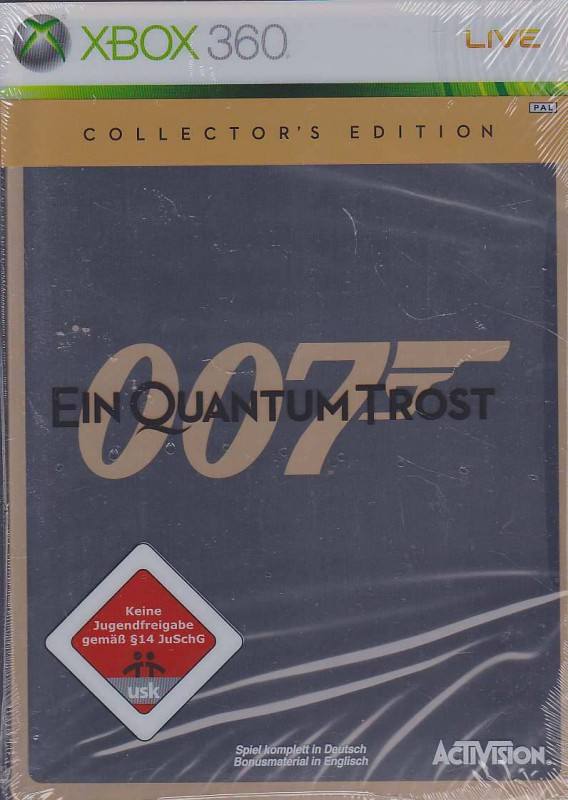 XBOX 360 LIVE
PAL
COLLECTOR'S EDITION
007
EIN QUANTUM TROST
Keine
Jugendfreigabe
gemäß §14 JuSchG
usk
Spiel komplett in Deutsch
Bonusmaterial in Englisch
ACTIVISION.